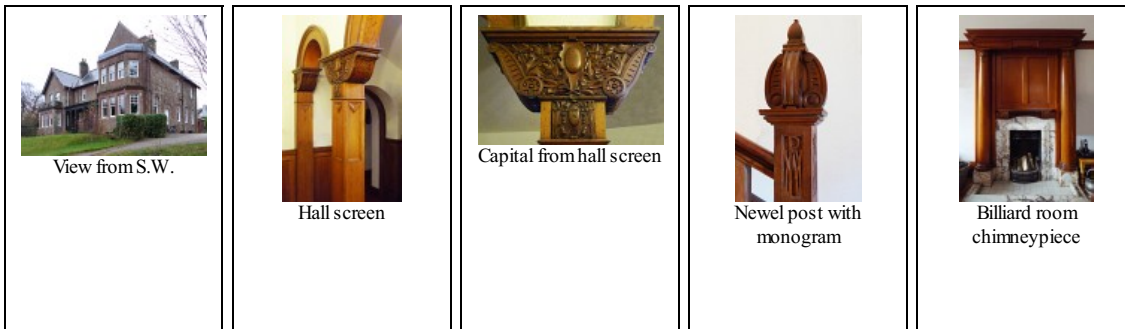 View from S.W.
Hall screen
Capital from hall screen
Newel post with
monogram
Billiard room
chimneypiece